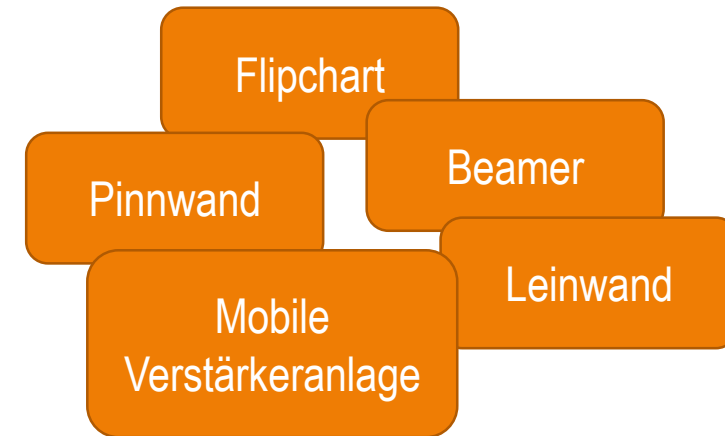 Flipchart
Beamer
Pinnwand
Leinwand
Mobile
Verstärkeranlage